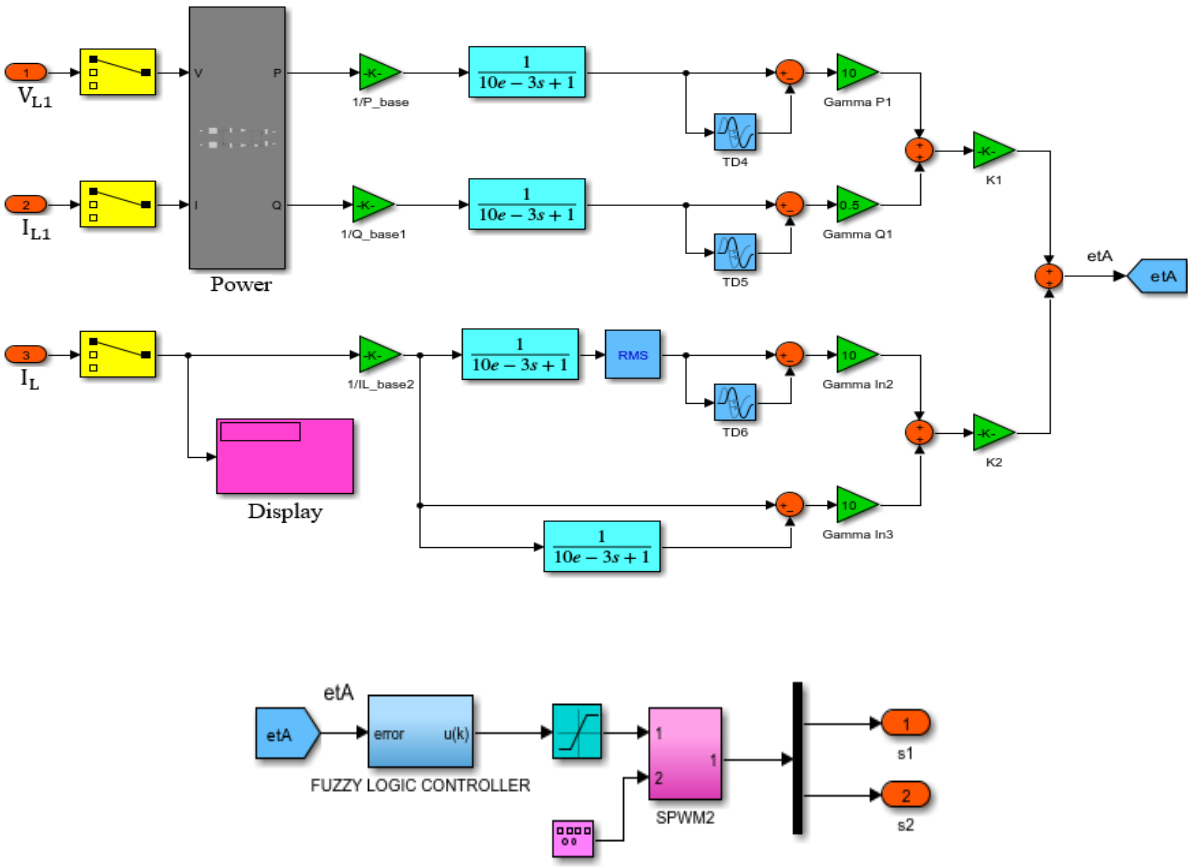 1
V_L1
V
P
-K-
1/P_base
1
10e − 3s + 1
TD4
+_
10
Gamma P1
2
I_L1
I
Q
-K-
1/Q_base1
1
10e − 3s + 1
TD5
+_
0.5
Gamma Q1
Power
+
+
-K-
K1
+
+
etA
etA
3
I_L
-K-
1/IL_base2
1
10e − 3s + 1
RMS
TD6
+_
10
Gamma In2
+
+
-K-
K2
Display
1
10e − 3s + 1
+_
10
Gamma In3
etA
etA
error
u(k)
FUZZY LOGIC CONTROLLER
1
2
1
SPWM2
1
s1
2
s2